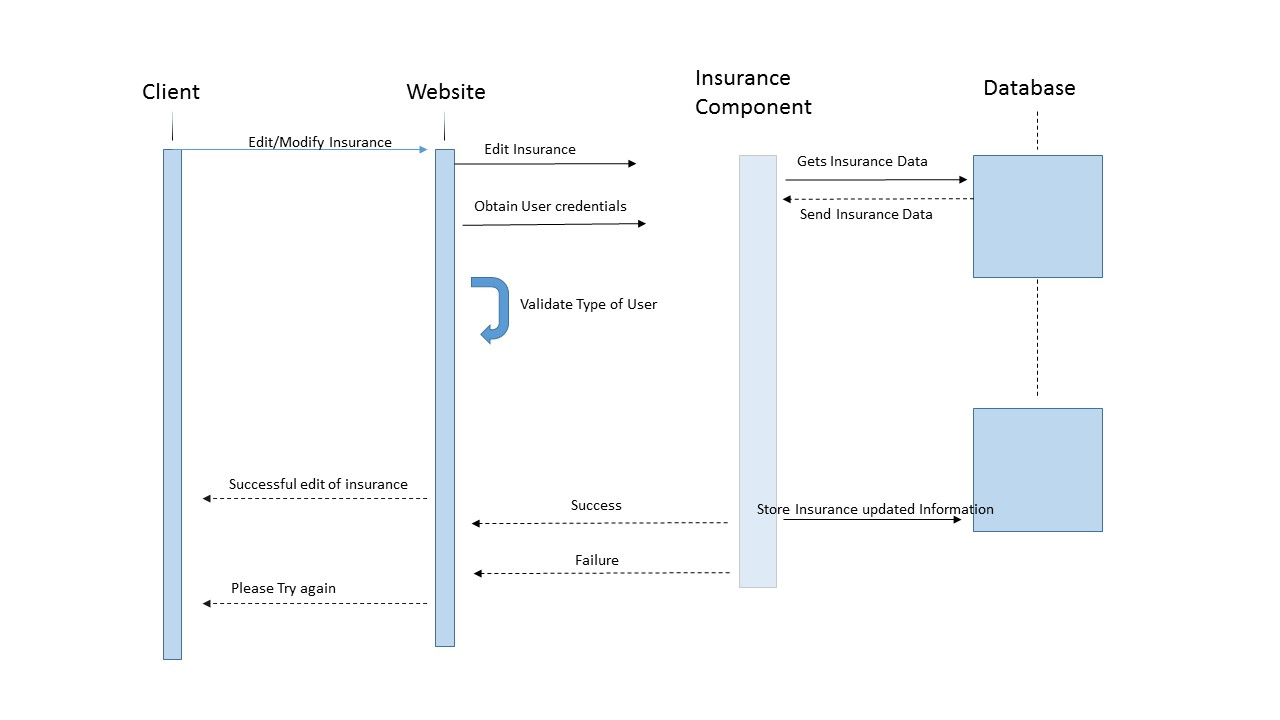 Client
Website
Insurance
Component
Database
Edit/Modify Insurance
Edit Insurance
Gets Insurance Data
Obtain User credentials
Send Insurance Data
Validate Type of User
Successful edit of insurance
Success
Store Insurance updated Information
Failure
Please Try again